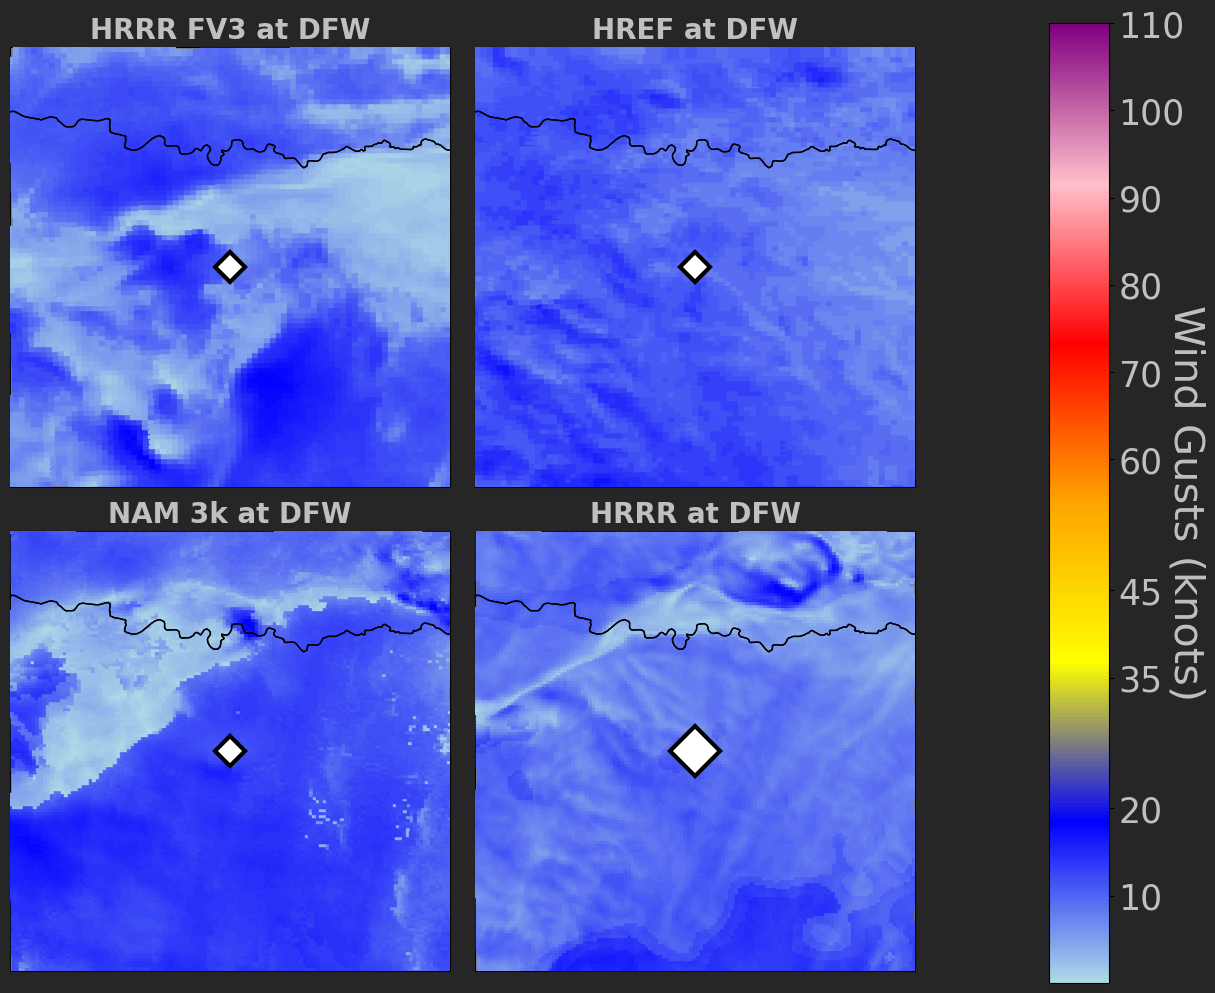 HRRR FV3 at DFW
HREF at DFW
NAM 3k at DFW
HRRR at DFW
110
100
90
80
70
60
45
35
20
10
Wind Gusts (knots)